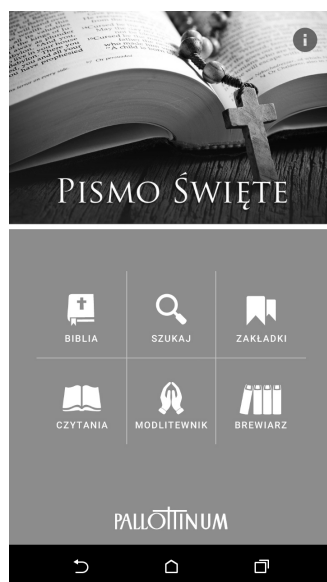 PISMO ŚWIĘTE
BIBLIA
SZUKAJ
ZAKŁADKI
CZYTANIA
MODLITEWNIK
BREWIARZ
PALLOTTINUM